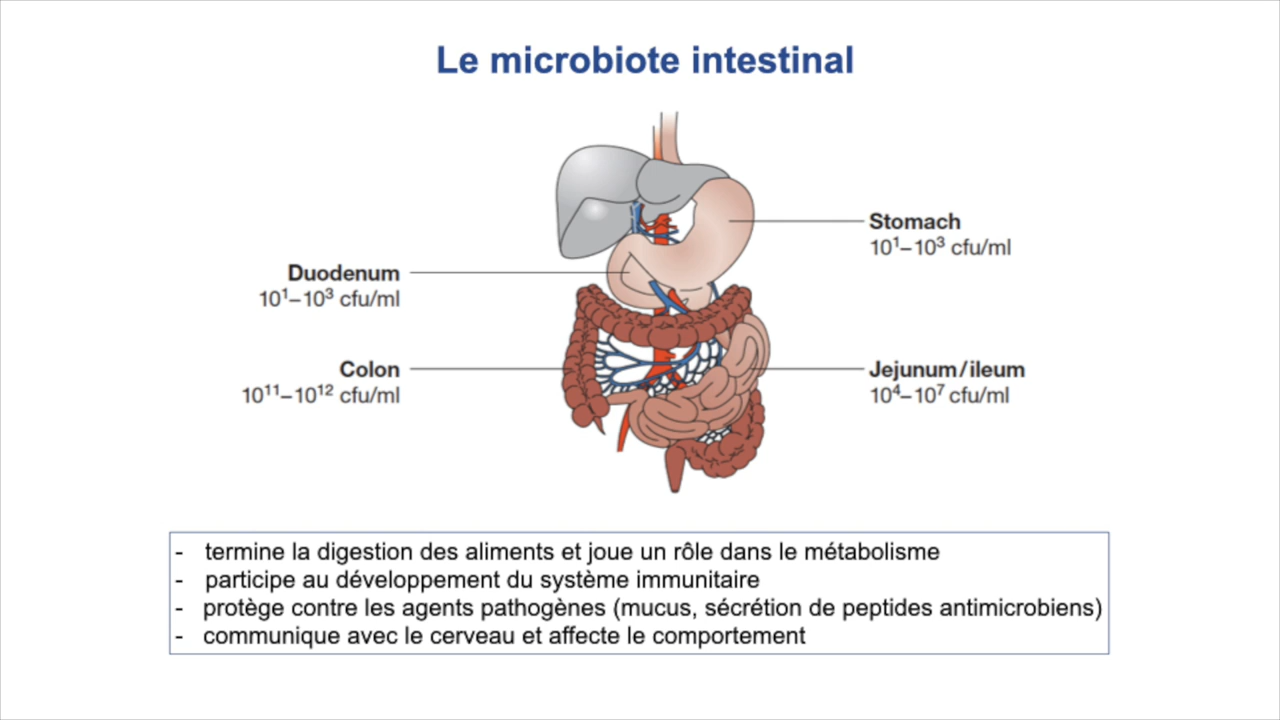 Le microbiote intestinal
Stomach
10¹–10³ cfu/ml
Duodenum
10¹–10³ cfu/ml
Colon
10¹¹–10¹² cfu/ml
Jejunum/ileum
10⁴–10⁷ cfu/ml
- termine la digestion des aliments et joue un rôle dans le métabolisme
- participe au développement du système immunitaire
- protège contre les agents pathogènes (mucus, sécrétion de peptides antimicrobiens)
- communique avec le cerveau et affecte le comportement